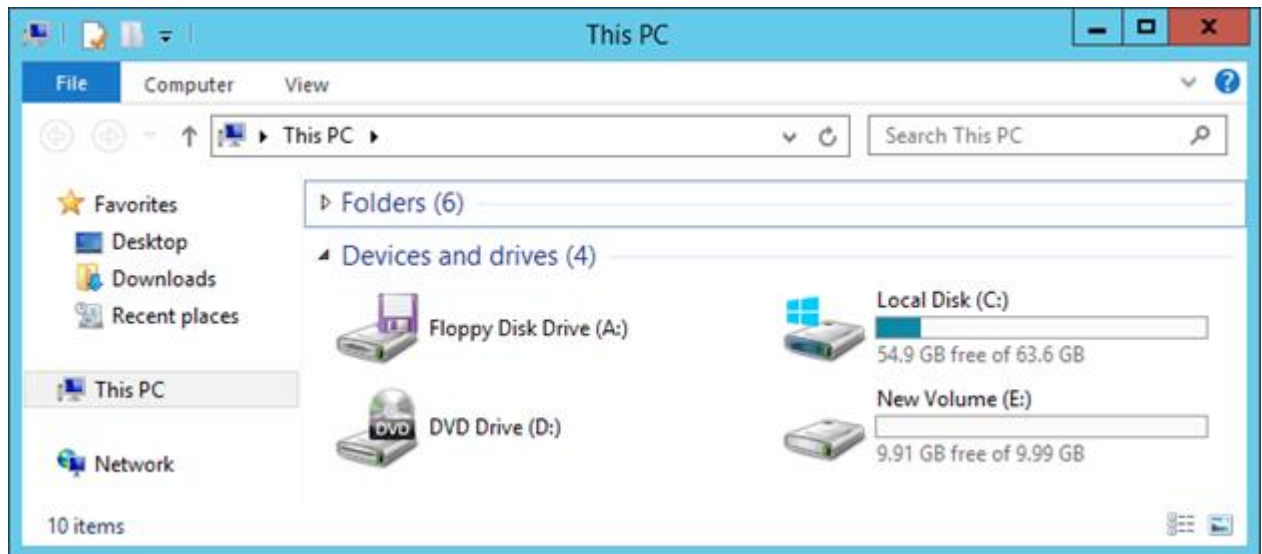 This PC
File Computer View
This PC
Search This PC
Favorites
Desktop
Downloads
Recent places
This PC
Network
Folders (6)
Devices and drives (4)
Floppy Disk Drive (A:)
Local Disk (C:)
54.9 GB free of 63.6 GB
DVD
DVD Drive (D:)
New Volume (E:)
9.91 GB free of 9.99 GB
10 items